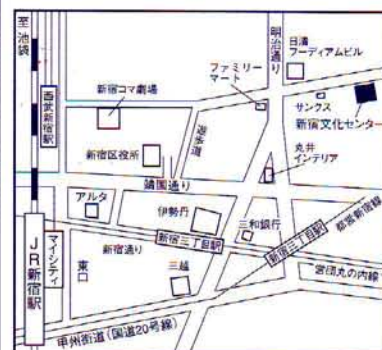 至池袋
明治通り
日清
フーディアムビル
ファミリー
マート
西武新宿駅
新宿コマ劇場
サンクス
新宿文化センター
遊歩道
丸井
インテリア
新宿区役所
靖国通り
アルタ
伊勢丹
三和銀行
都営新宿線
新宿三丁目駅
新宿三丁目駅
マイシティ
JR新宿駅
東口
新宿通り
三越
営団丸の内線
甲州街道(国道20号線)